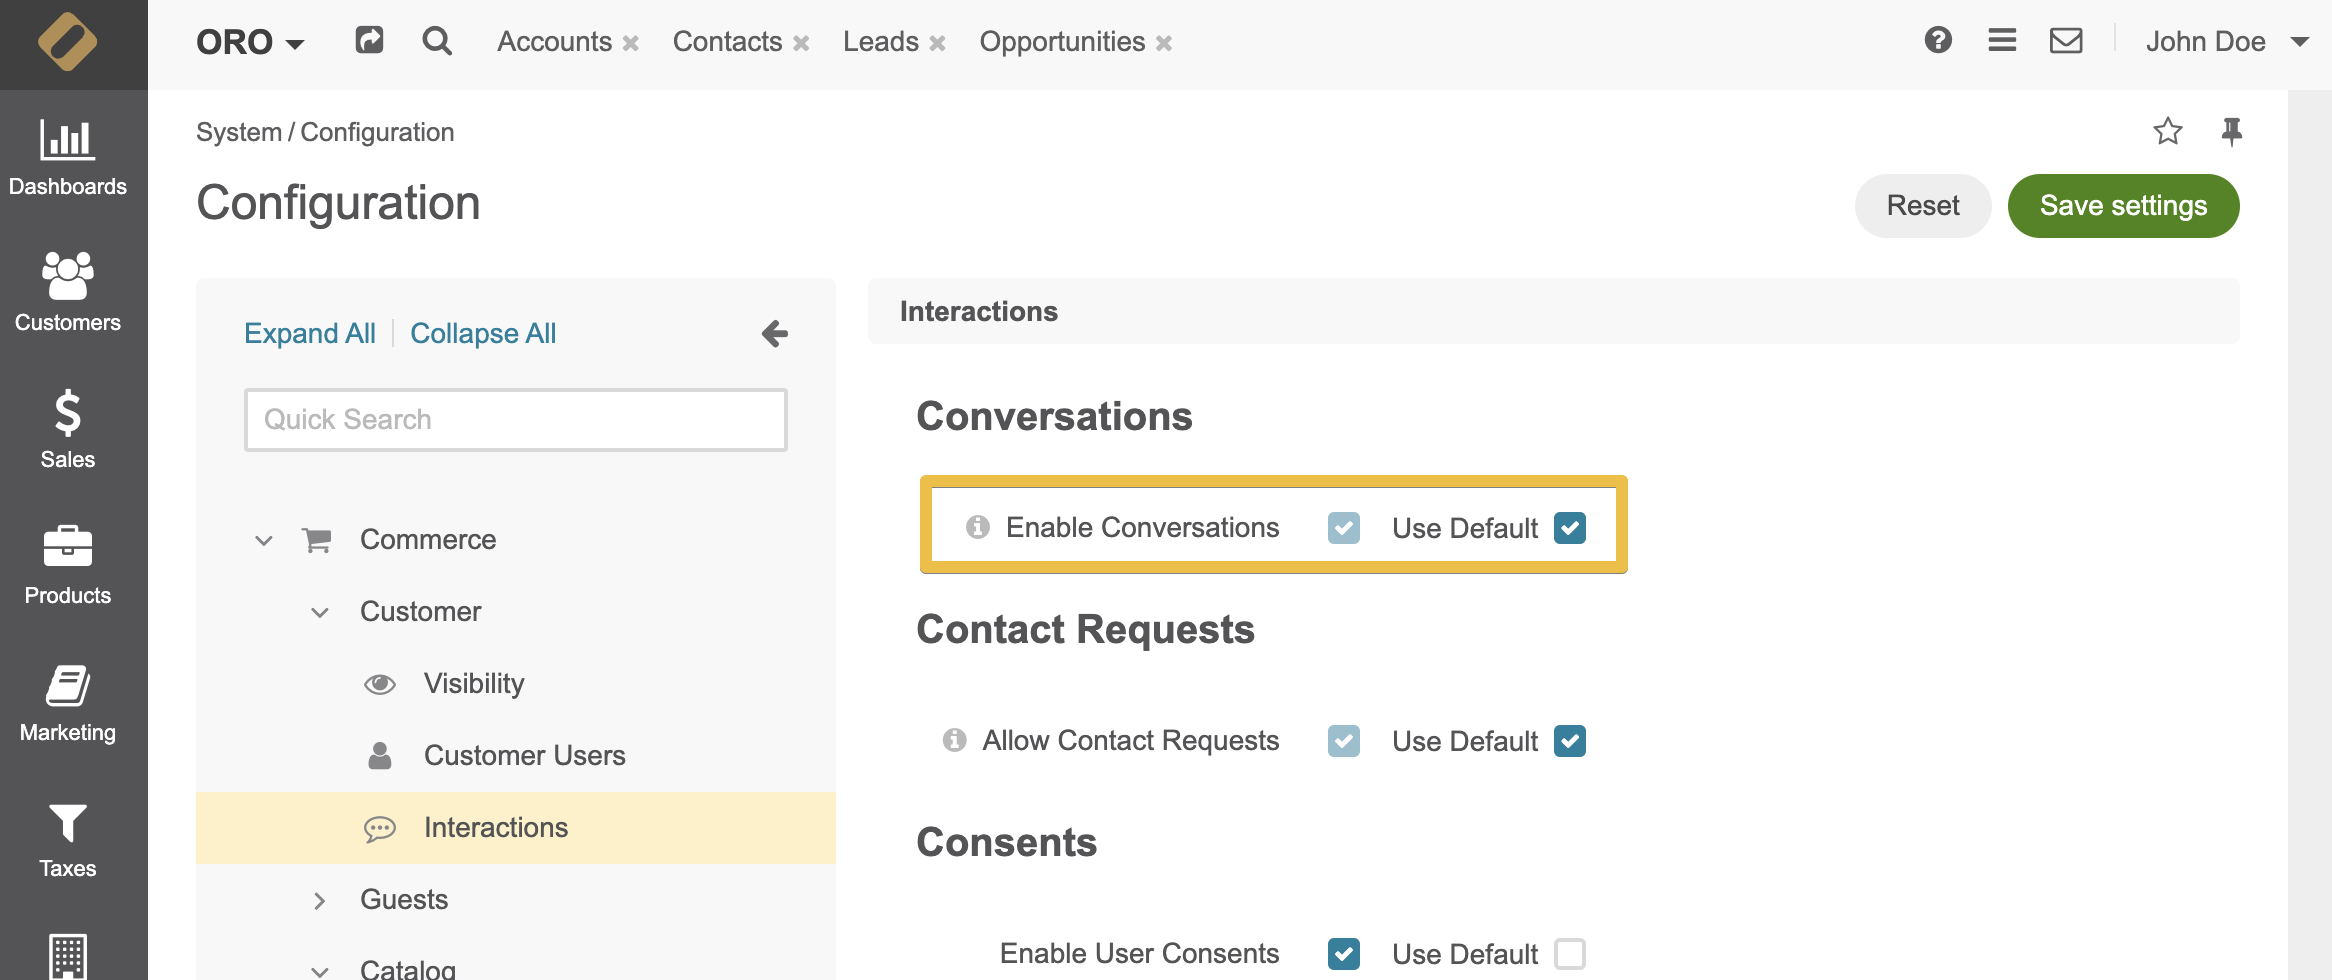 ORO
Accounts
Contacts
Leads
Opportunities
John Doe
Dashboards
Customers
Sales
Products
Marketing
Taxes
System / Configuration
Configuration
Reset
Save settings
Expand All
Collapse All
Quick Search
Commerce
Customer
Visibility
Customer Users
Interactions
Guests
Catalog
Interactions
Conversations
Enable Conversations
Use Default
Contact Requests
Allow Contact Requests
Use Default
Consents
Enable User Consents
Use Default